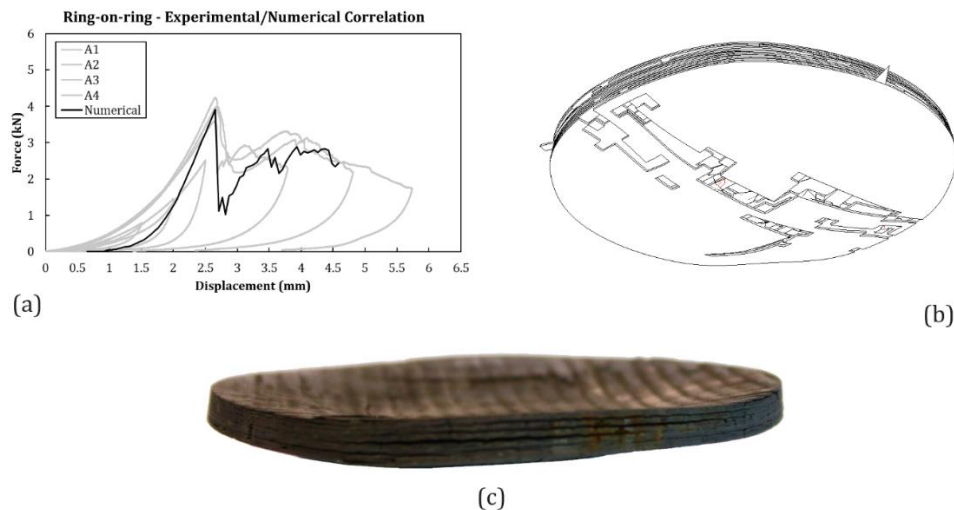 Ring-on-ring - Experimental/Numerical Correlation
6
5
4
3
2
1
0
Force (kN)
A1
A2
A3
A4
Numerical
0 0.5 1 1.5 2 2.5 3 3.5 4 4.5 5 5.5 6 6.5
Displacement (mm)
(a)
(b)
(c)